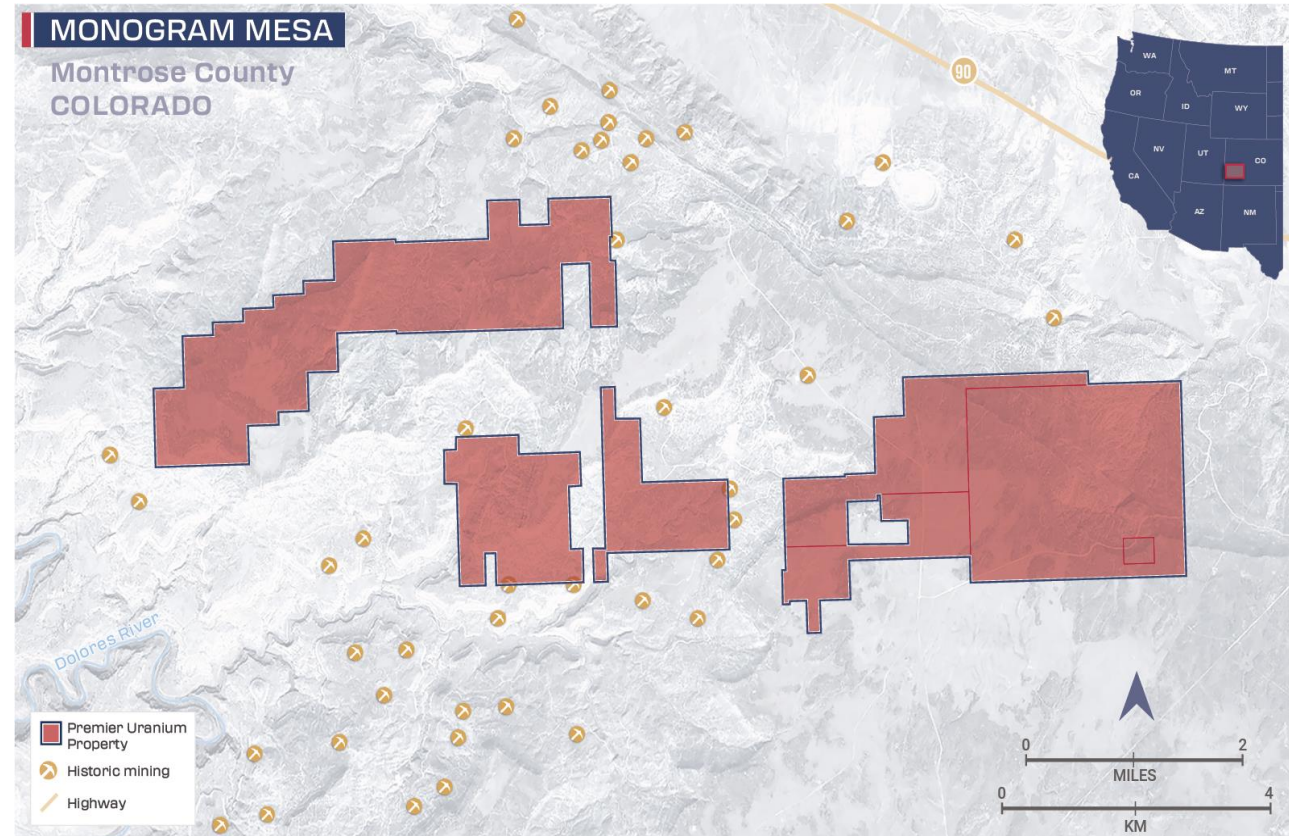 MONOGRAM MESA
Montrose County
COLORADO
90
WA
MT
OR
ID
WY
NV
UT
CO
CA
AZ
NM
Dolores River
Premier Uranium
Property
Historic mining
Highway
0 2
MILES
0 4
KM